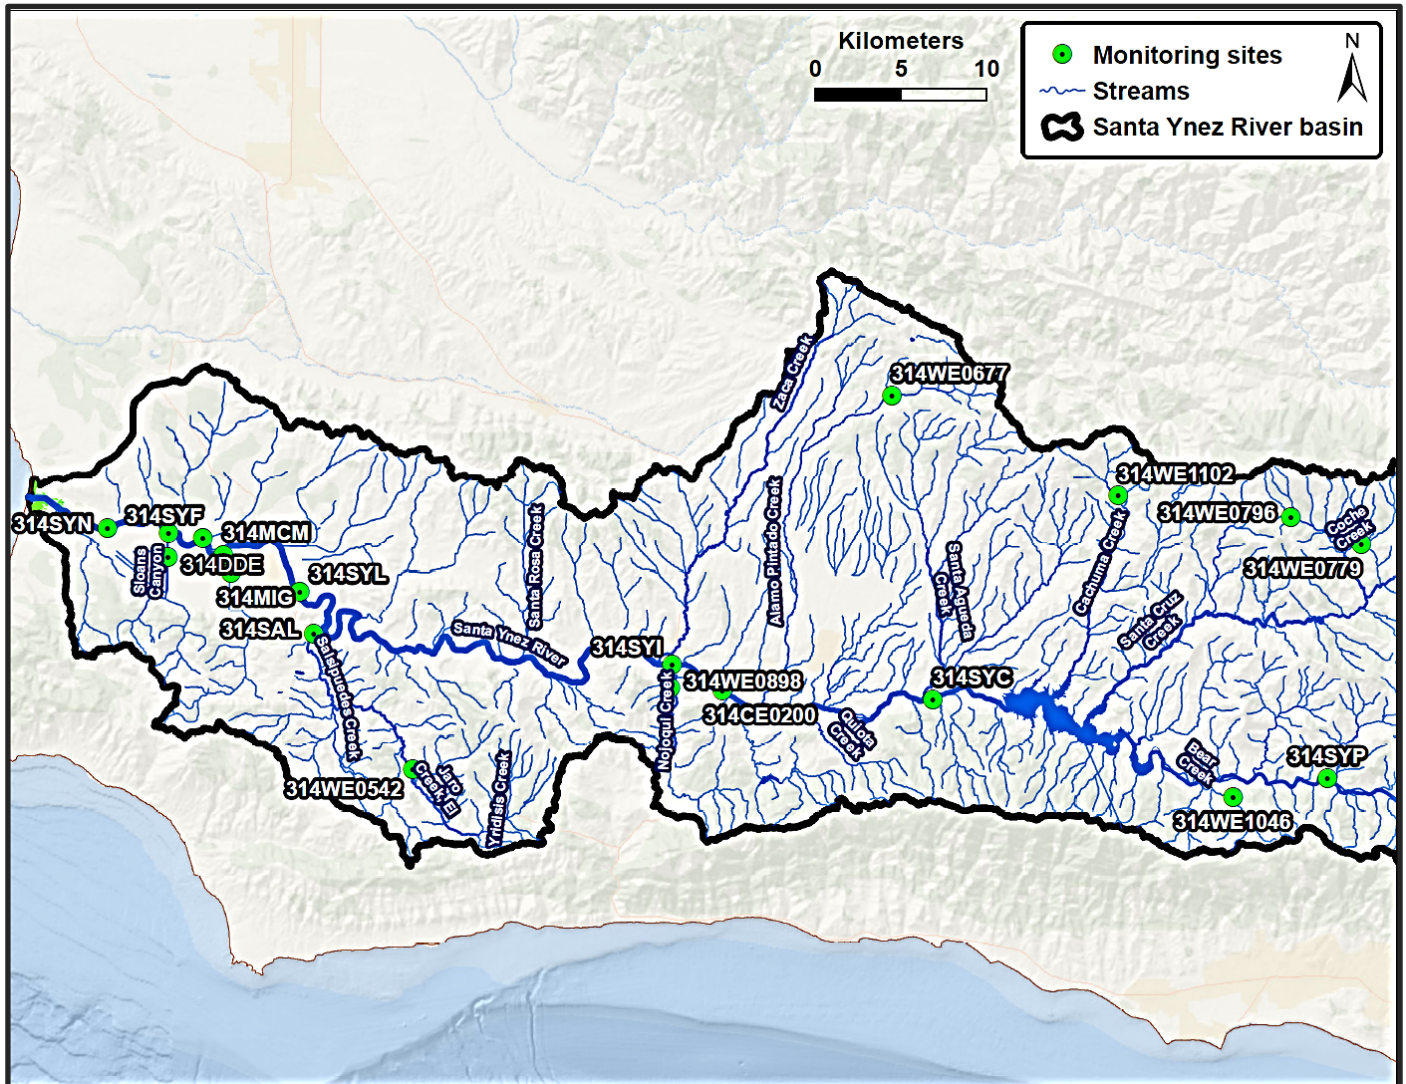 Kilometers
0 5 10
N
Monitoring sites
Streams
Santa Ynez River basin
Zaca Creek
314WE0677
314WE1102
314WE0796
Coche
Creek
314WE0779
314SYN
314SYF
314MCM
314DDE
Sloans
Canyon
314MIG
314SYL
314SAL
Santa Rosa Creek
Alamo Pintado Creek
Santa Agueda
Creek
Cachuma Creek
Santa Cruz
Creek
Santa Ynez River
314SYI
314WE0898
314CE0200
314SYC
Salsipuedes Creek
Nojoqui Creek
Quiota
Creek
Bear
Creek
314SYP
314WE1046
314WE0542
Jaro
Creek, El
Yridisis Creek